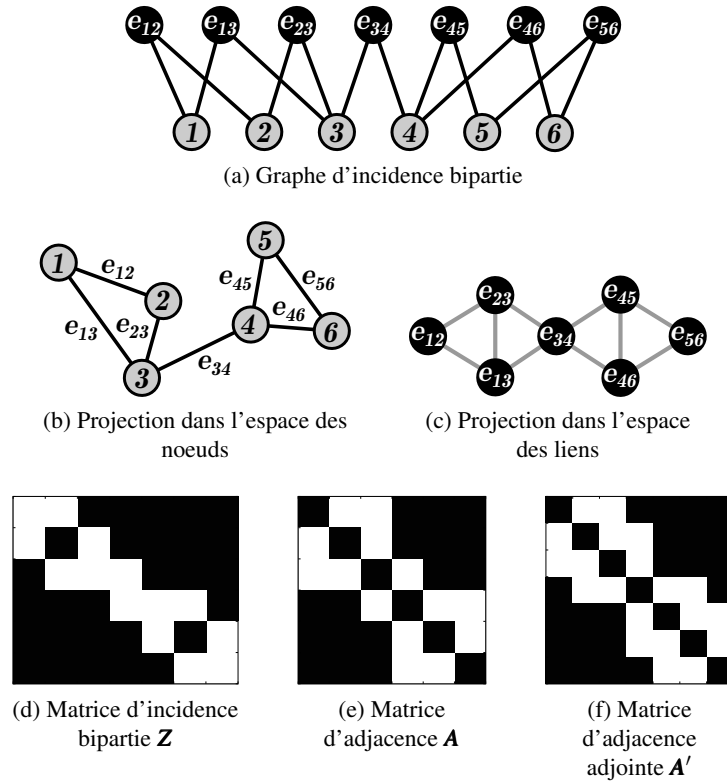 e12 e13 e23 e34 e45 e46 e56
1 2 3 4 5 6
(a) Graphe d'incidence bipartie
1 e12 2 e13 e23 3 e34 4 e45 5 e56 e46 6
(b) Projection dans l'espace des
noeuds
e12 e23 e13 e34 e45 e46 e56
(c) Projection dans l'espace
des liens
(d) Matrice d'incidence
bipartie Z
(e) Matrice
d'adjacence A
(f) Matrice
d'adjacence
adjointe A′